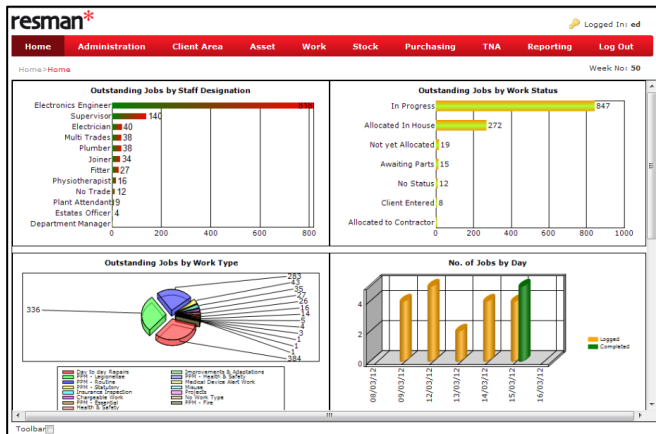 resman*
Logged In: ed
Home Administration Client Area Asset Work Stock Purchasing TNA Reporting Log Out
Home>Home
Week No: 50
Outstanding Jobs by Staff Designation
Electronics Engineer
Supervisor 140
Electrician 40
Multi Trades 38
Plumber 38
Joiner 34
Fitter 27
Physiotherapist 16
No Trade 12
Plant Attendant 9
Estates Officer 4
Department Manager
0 200 400 600 800
Outstanding Jobs by Work Status
In Progress 847
Allocated In House 272
Not yet Allocated 19
Awaiting Parts 15
No Status 12
Client Entered 8
Allocated to Contractor
0 200 400 600 800 1000
Outstanding Jobs by Work Type
336
283
43
35
27
26
16
14
5
4
3
1
1
1
384
Day to day Repairs
PPM - Legionellae
PPM - Routine
PPM - Statutory
Insurance Inspection
Chargeable Work
PPM - Essential
Health & Safety
Improvements & Adaptations
PPM - Health & Safety
Medical Device Alert Work
Misuse
Projects
No Work Type
PPM - Fire
No. of Jobs by Day
4
2
0
08/03/12
09/03/12
12/03/12
13/03/12
14/03/12
15/03/12
16/03/12
Logged
Completed
Toolbar